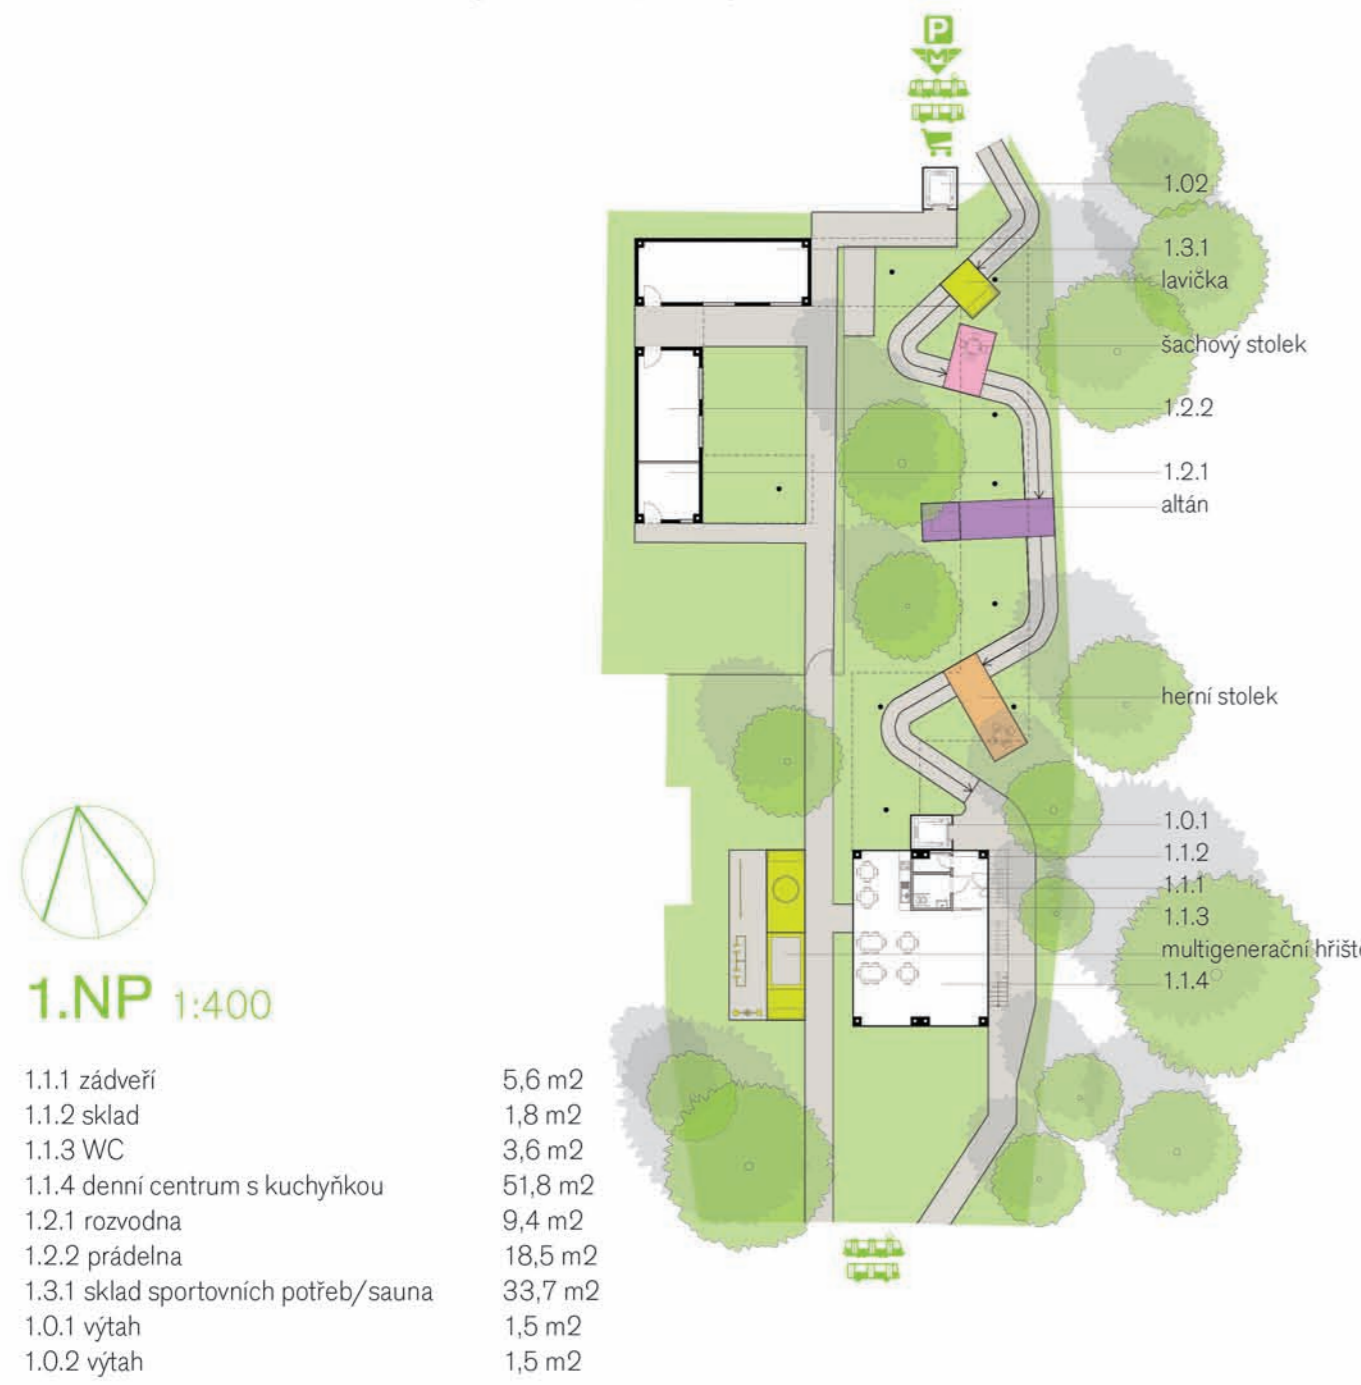 P
M
1.02
1.3.1
lavička
šachový stolek
1.2.2
1.2.1
altán
herní stolek
1.0.1
1.1.2
1.1.1
1.1.3
multigenerační hřiště
1.1.4
1.NP 1:400
1.1.1 zádveří 5,6 m2
1.1.2 sklad 1,8 m2
1.1.3 WC 3,6 m2
1.1.4 denní centrum s kuchyňkou 51,8 m2
1.2.1 rozvodna 9,4 m2
1.2.2 prádelna 18,5 m2
1.3.1 sklad sportovních potřeb/sauna 33,7 m2
1.0.1 výtah 1,5 m2
1.0.2 výtah 1,5 m2